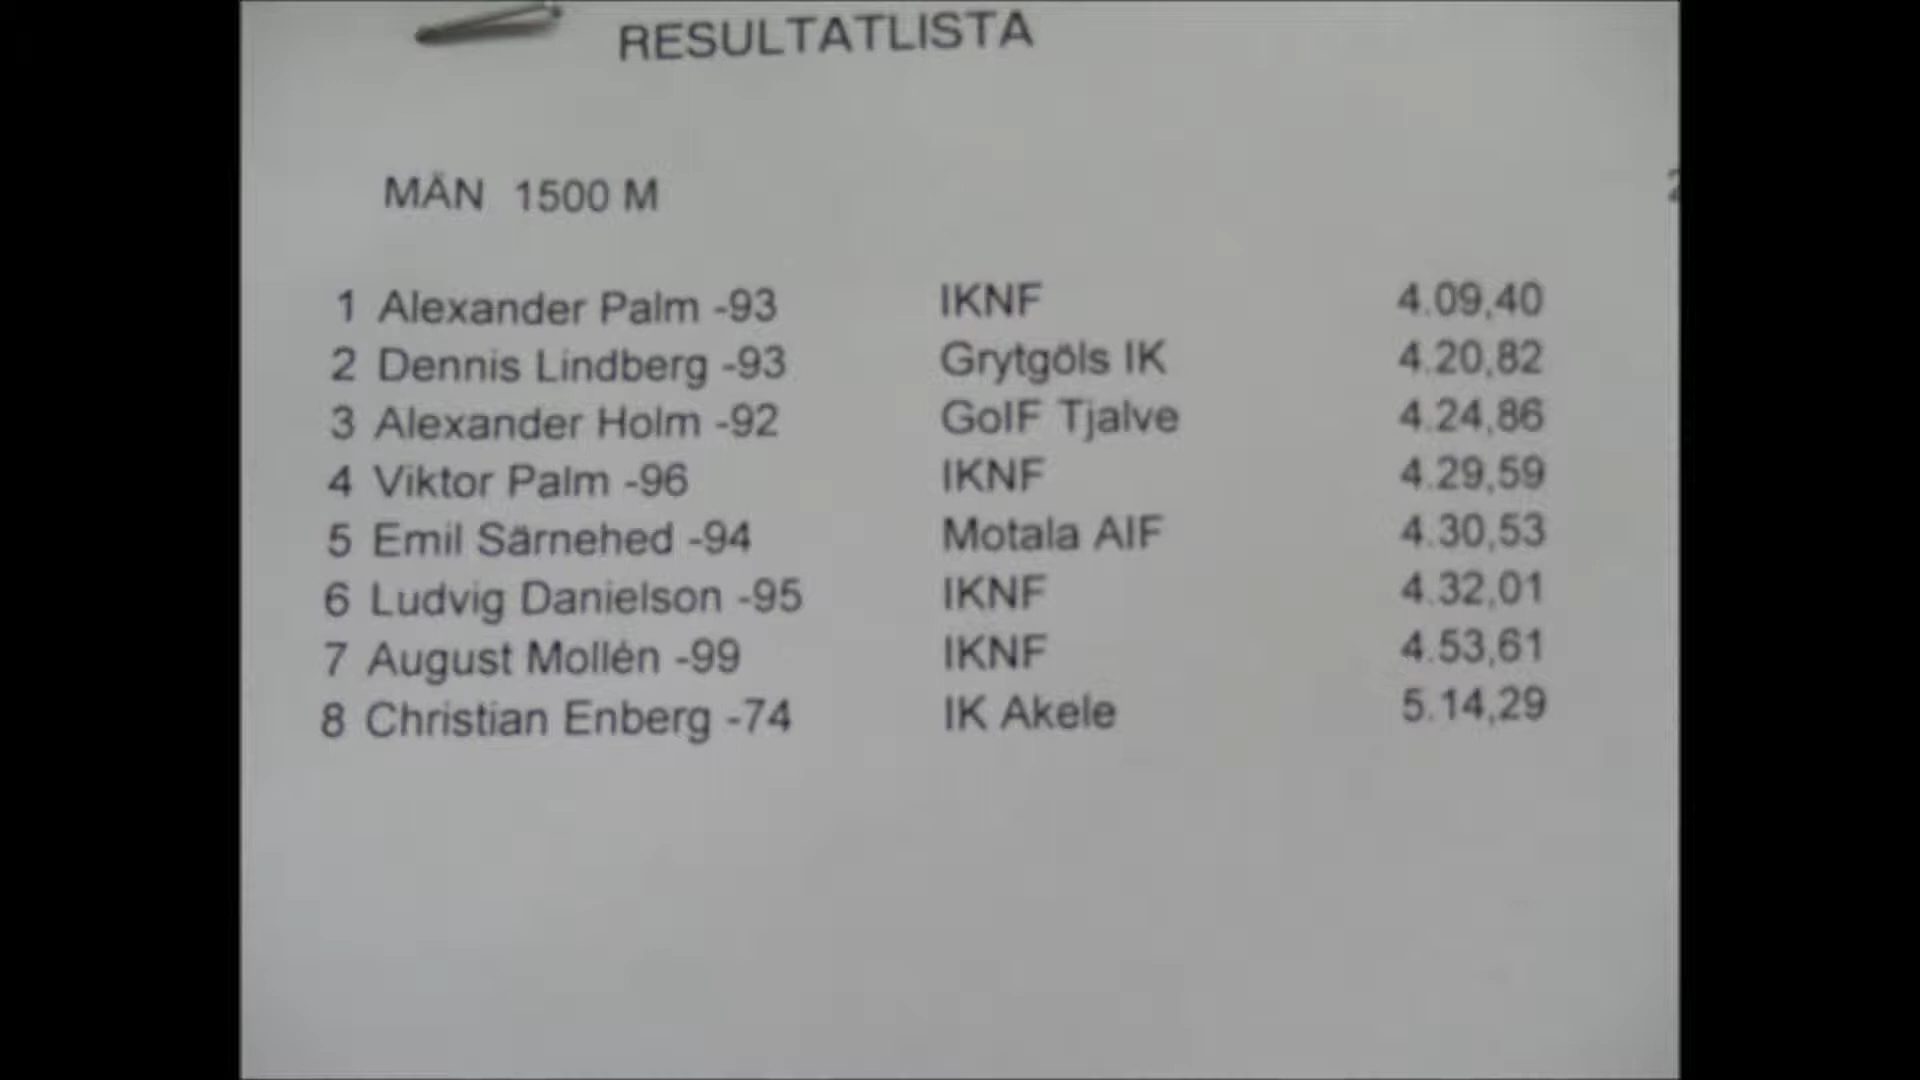 RESULTATLISTA
MÄN 1500 M
1 Alexander Palm -93 IKNF 4.09,40
2 Dennis Lindberg -93 Grytgöls IK 4.20,82
3 Alexander Holm -92 GoIF Tjalve 4.24,86
4 Viktor Palm -96 IKNF 4.29,59
5 Emil Särnehed -94 Motala AIF 4.30,53
6 Ludvig Danielson -95 IKNF 4.32,01
7 August Mollén -99 IKNF 4.53,61
8 Christian Enberg -74 IK Akele 5.14,29